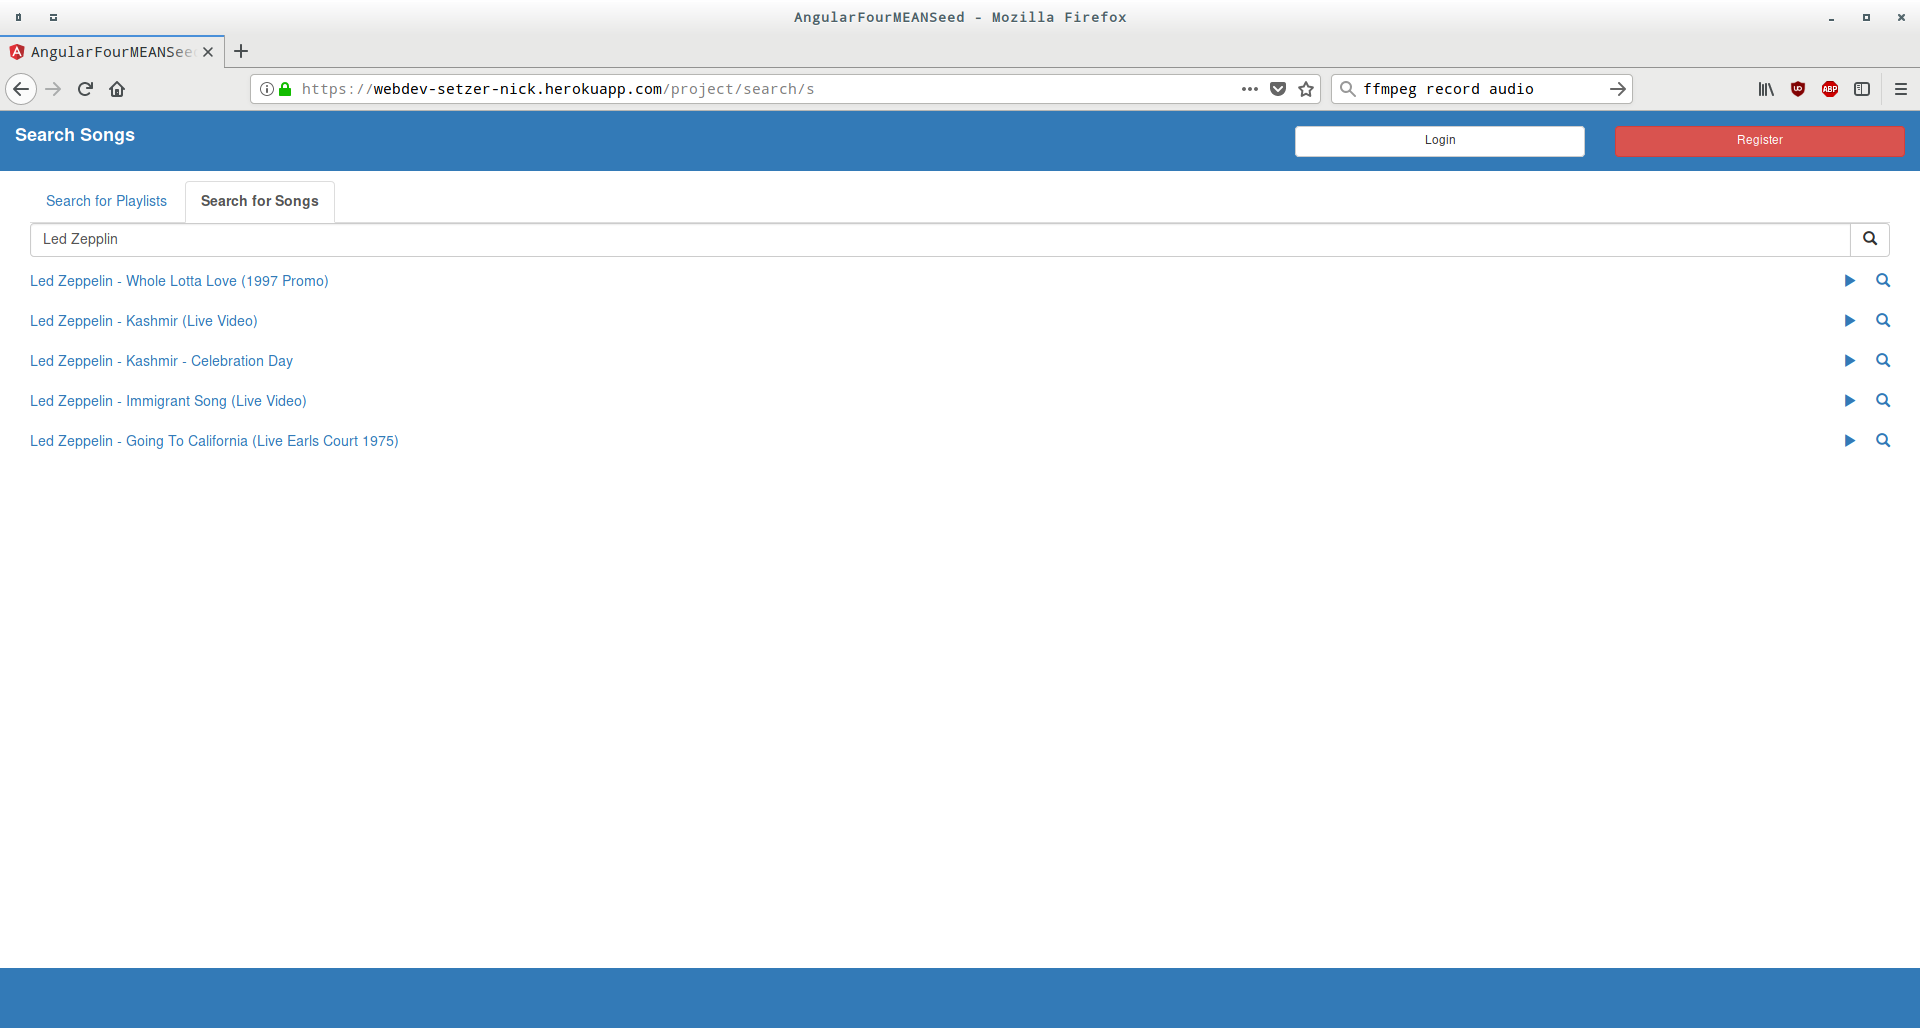 AngularFourMEANSeed - Mozilla Firefox
AngularFourMEANSee
https://webdev-setzer-nick.herokuapp.com/project/search/s
ffmpeg record audio
ABP
Search Songs
Login
Register
Search for Playlists
Search for Songs
Led Zepplin
Led Zeppelin - Whole Lotta Love (1997 Promo)
Led Zeppelin - Kashmir (Live Video)
Led Zeppelin - Kashmir - Celebration Day
Led Zeppelin - Immigrant Song (Live Video)
Led Zeppelin - Going To California (Live Earls Court 1975)